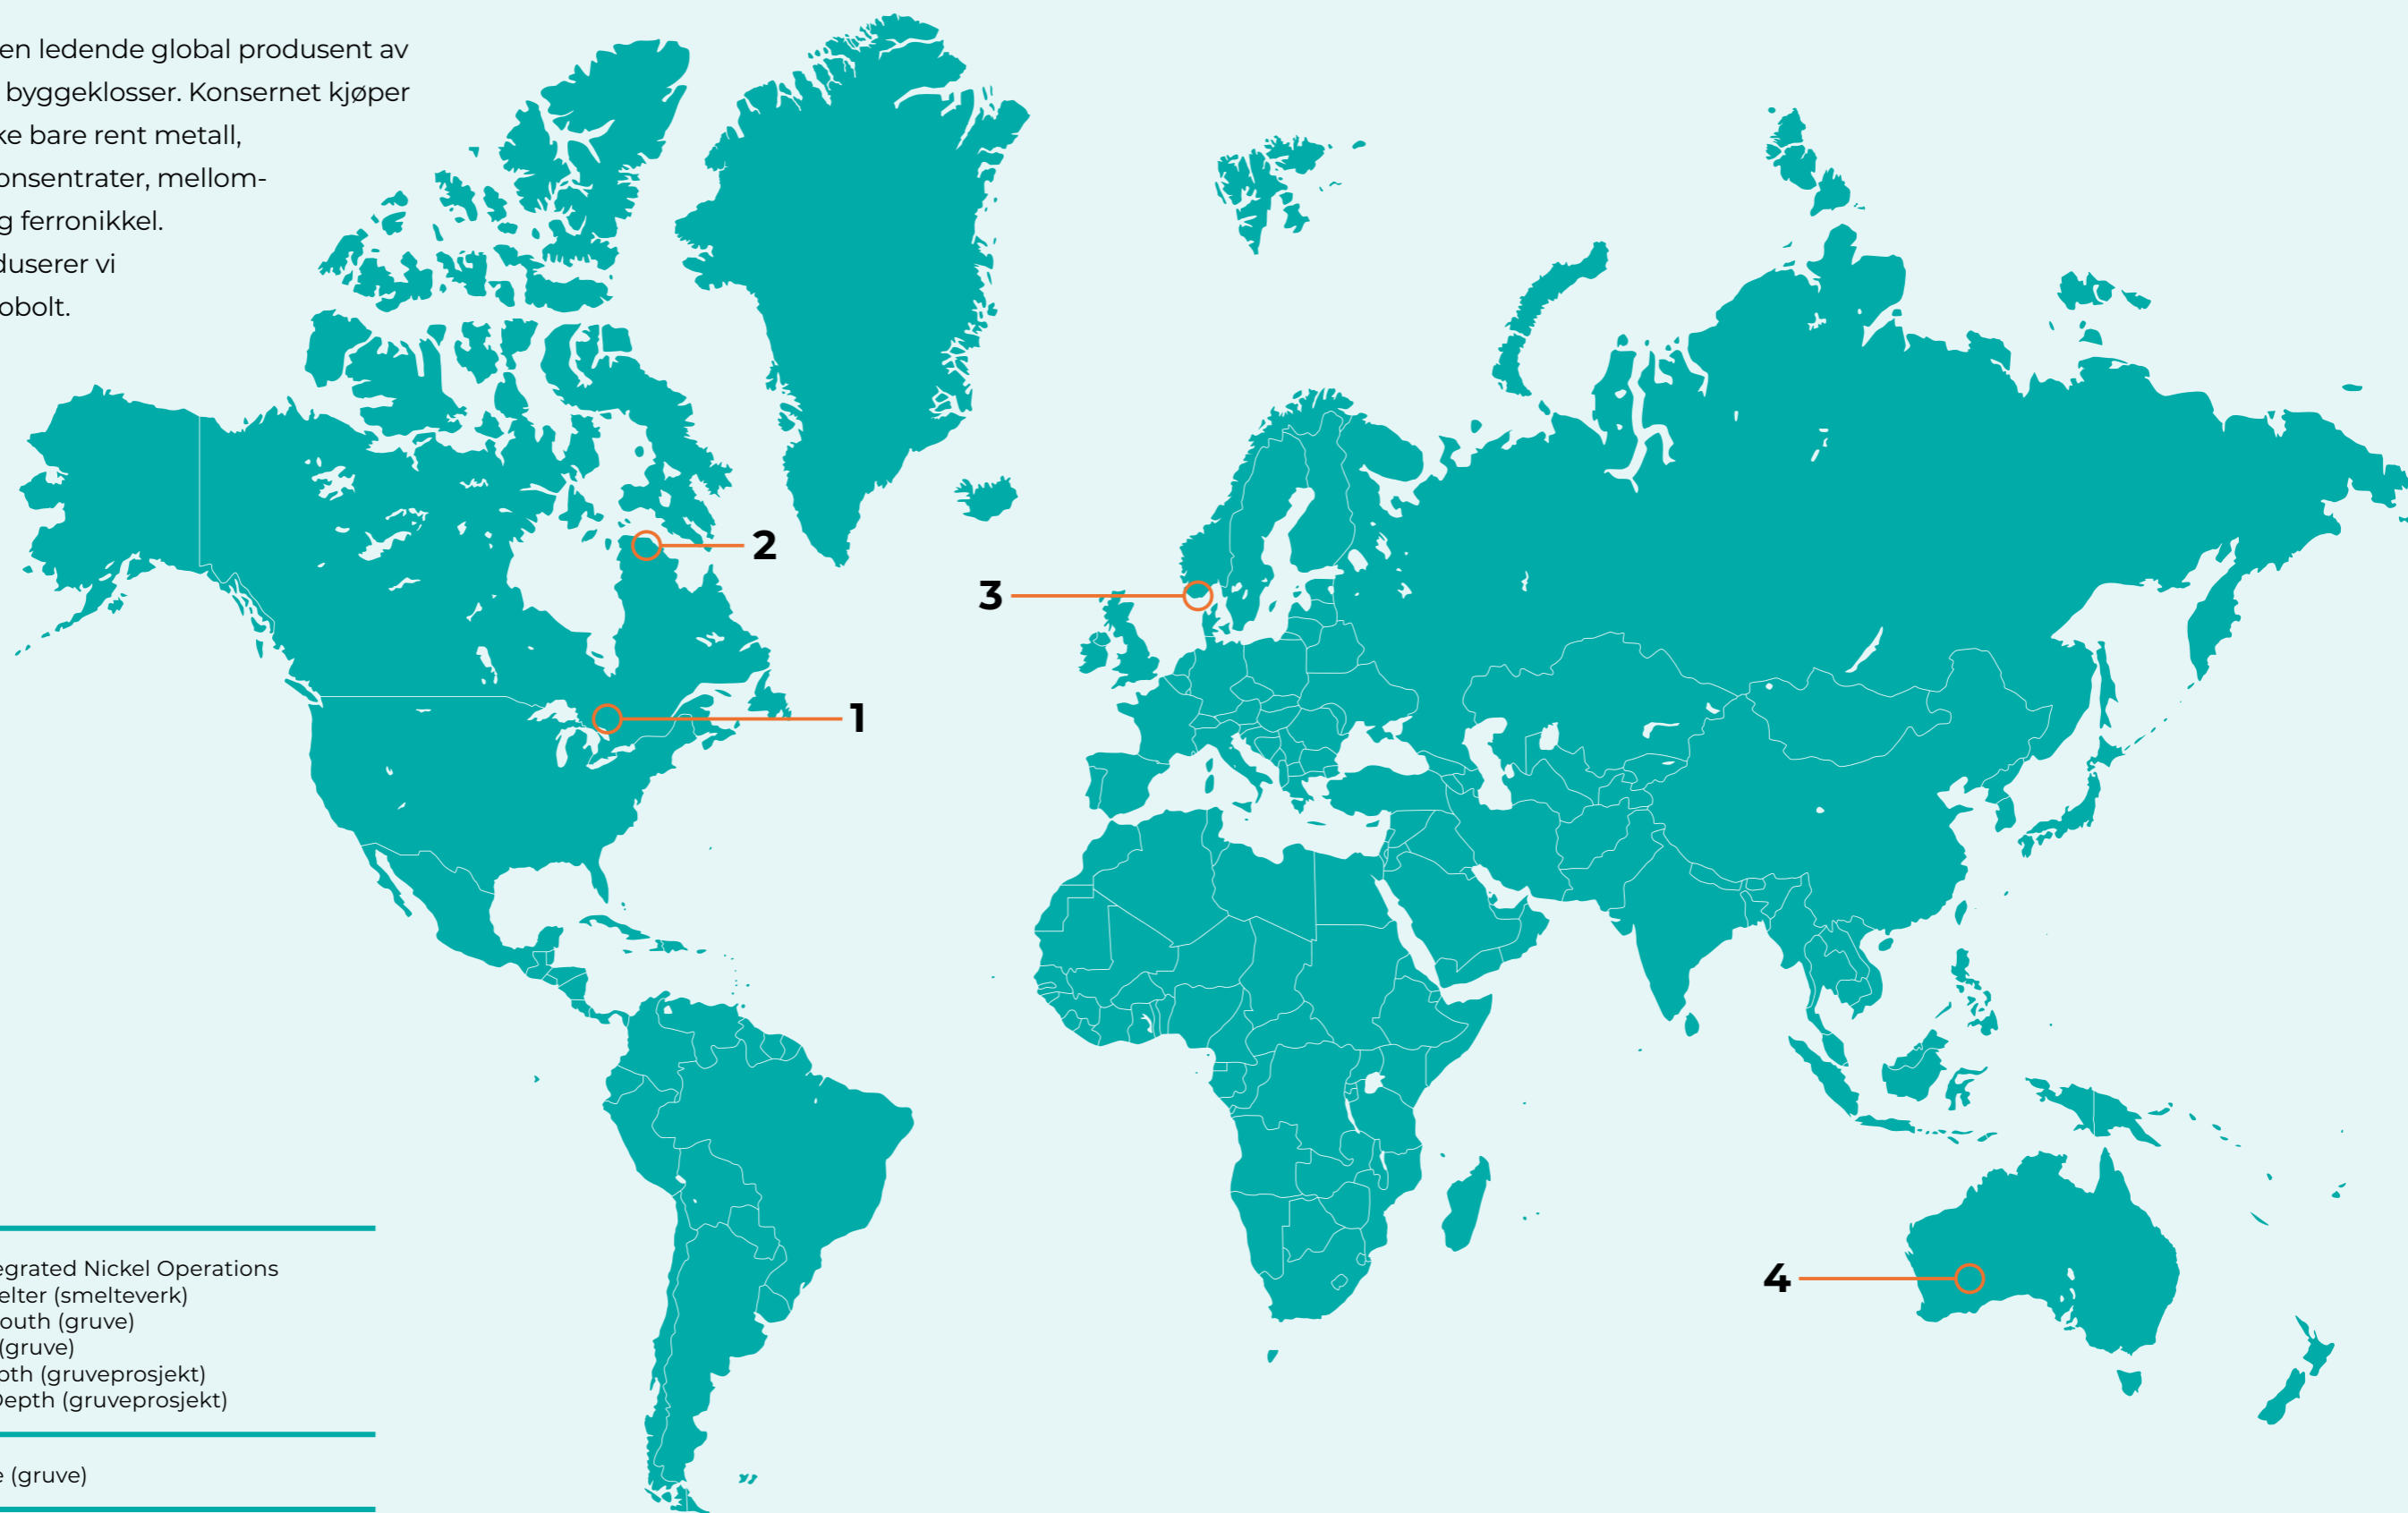 en ledende global produsent av
byggeklosser. Konsernet kjøper
ke bare rent metall,
onsentrater, mellom-
g ferronikkel.
duserer vi
obolt.
2
3
1
4
egrated Nickel Operations
elter (smelteverk)
outh (gruve)
(gruve)
pth (gruveprosjekt)
Depth (gruveprosjekt)
e (gruve)